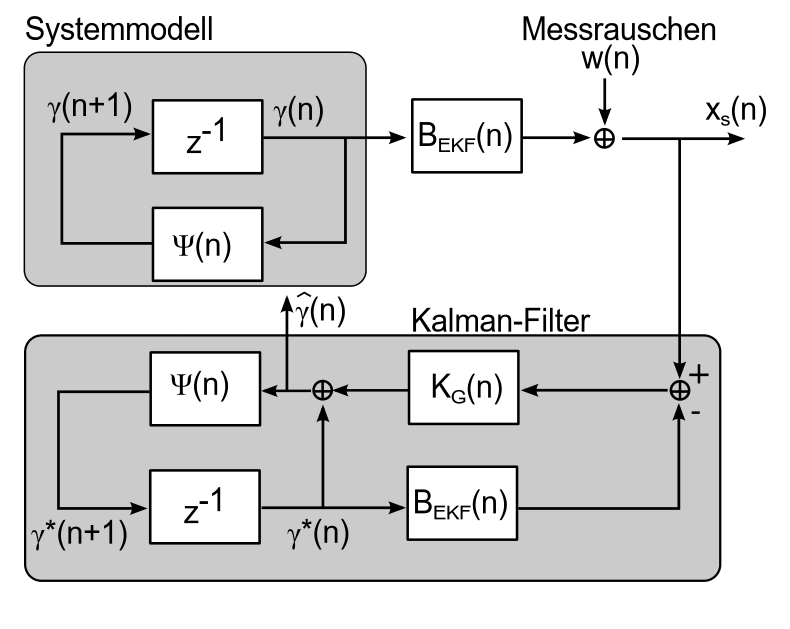 Systemmodell
Messrauschen
w(n)
γ(n+1)
z⁻¹
γ(n)
B_EKF(n)
x_s(n)
Ψ(n)
γ̂(n)
Kalman-Filter
Ψ(n)
K_G(n)
+
-
z⁻¹
B_EKF(n)
γ*(n+1)
γ*(n)